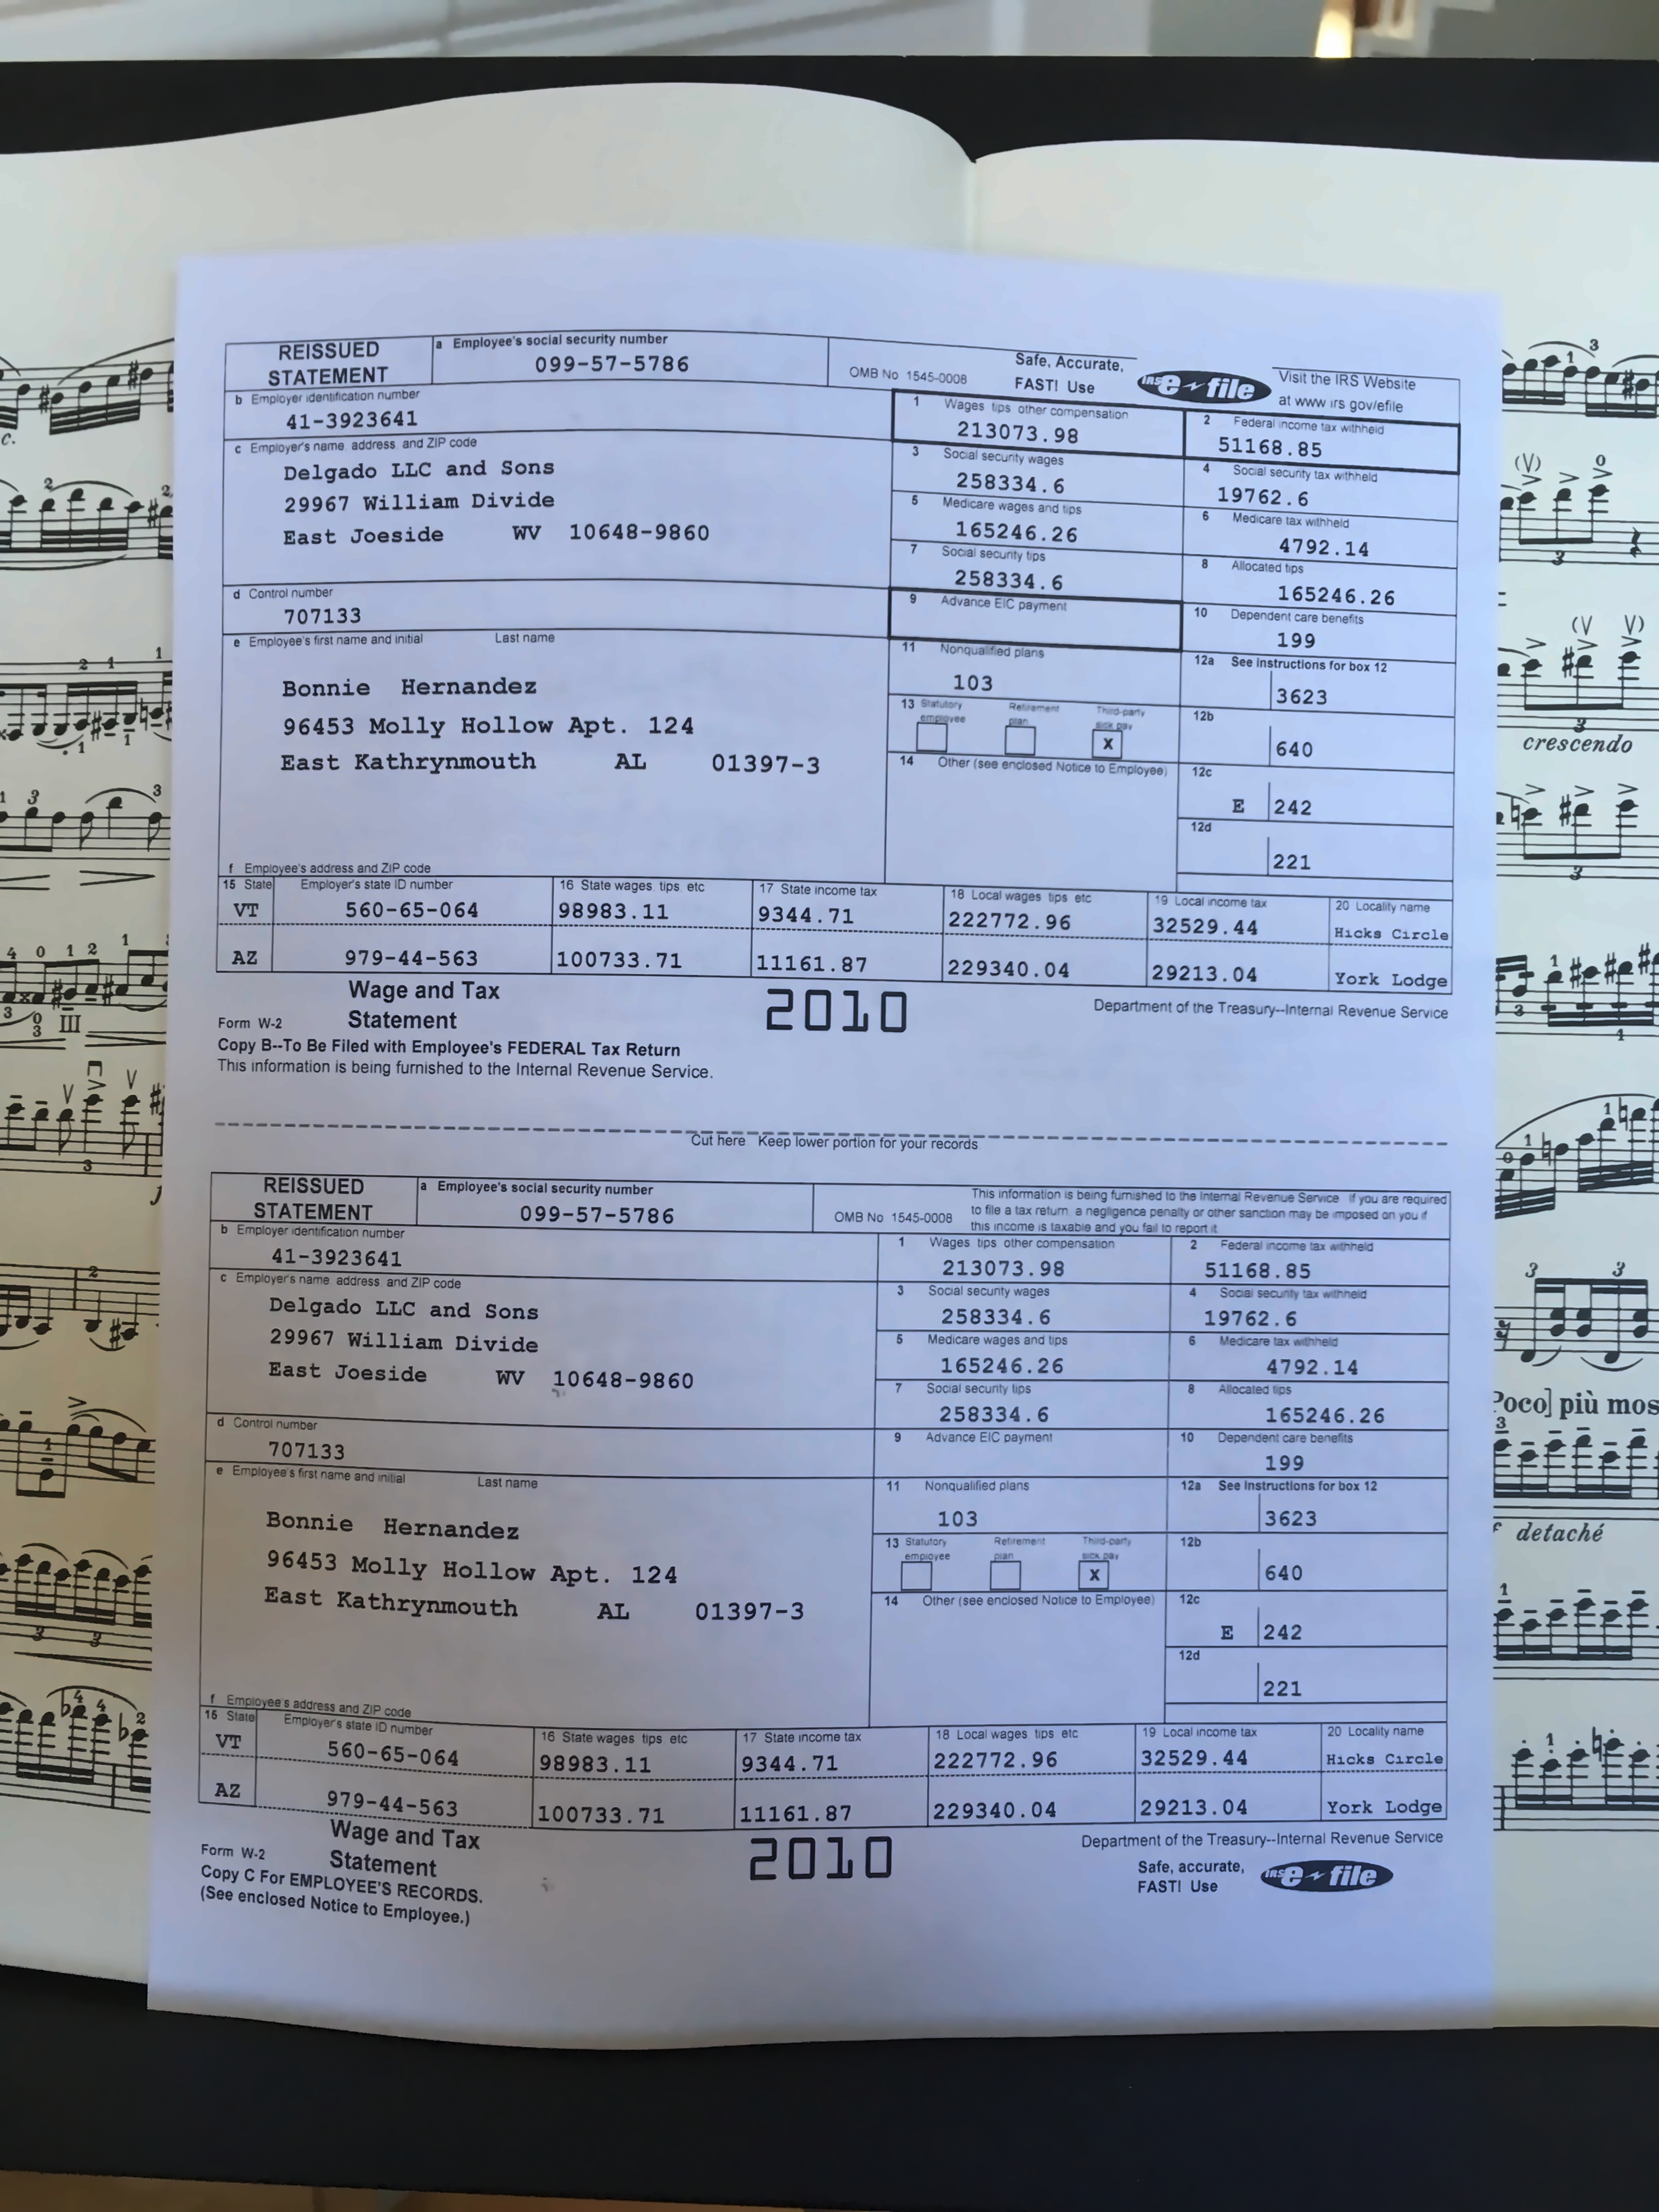 REISSUED
STATEMENT
a Employee's social security number
099-57-5786
OMB No 1545-0008
Safe, Accurate,
FAST! Use
IRS e-file
Visit the IRS Website
at www irs gov/efile
b Employer identification number
41-3923641
1 Wages tips other compensation
213073.98
2 Federal income tax withheld
51168.85
c Employer's name address and ZIP code
Delgado LLC and Sons
29967 William Divide
East Joeside WV 10648-9860
3 Social security wages
258334.6
4 Social security tax withheld
19762.6
5 Medicare wages and tips
165246.26
6 Medicare tax withheld
4792.14
7 Social security tips
258334.6
8 Allocated tips
165246.26
d Control number
707133
9 Advance EIC payment
10 Dependent care benefits
199
e Employee's first name and initial Last name
Bonnie Hernandez
96453 Molly Hollow Apt. 124
East Kathrynmouth AL 01397-3
11 Nonqualified plans
103
12a See instructions for box 12
3623
13 Statutory employee Retirement plan Third-party sick pay
X
12b
640
14 Other (see enclosed Notice to Employee)
12c
E 242
12d
221
f Employee's address and ZIP code
15 State Employer's state ID number 16 State wages tips etc 17 State income tax 18 Local wages tips etc 19 Local income tax 20 Locality name
VT 560-65-064 98983.11 9344.71 222772.96 32529.44 Hicks Circle
AZ 979-44-563 100733.71 11161.87 229340.04 29213.04 York Lodge
Form W-2
Wage and Tax
Statement
2010
Department of the Treasury--Internal Revenue Service
Copy B--To Be Filed with Employee's FEDERAL Tax Return
This information is being furnished to the Internal Revenue Service.
Cut here Keep lower portion for your records
REISSUED
STATEMENT
a Employee's social security number
099-57-5786
OMB No 1545-0008
This information is being furnished to the Internal Revenue Service If you are required
to file a tax return a negligence penalty or other sanction may be imposed on you if
this income is taxable and you fail to report it
b Employer identification number
41-3923641
1 Wages tips other compensation
213073.98
2 Federal income tax withheld
51168.85
c Employer's name address and ZIP code
Delgado LLC and Sons
29967 William Divide
East Joeside WV 10648-9860
3 Social security wages
258334.6
4 Social security tax withheld
19762.6
5 Medicare wages and tips
165246.26
6 Medicare tax withheld
4792.14
7 Social security tips
258334.6
8 Allocated tips
165246.26
d Control number
707133
9 Advance EIC payment
10 Dependent care benefits
199
e Employee's first name and initial Last name
Bonnie Hernandez
96453 Molly Hollow Apt. 124
East Kathrynmouth AL 01397-3
11 Nonqualified plans
103
12a See Instructions for box 12
3623
13 Statutory employee Retirement plan Third-party sick pay
X
12b
640
14 Other (see enclosed Notice to Employee)
12c
E 242
12d
221
f Employee's address and ZIP code
15 State Employer's state ID number 16 State wages tips etc 17 State income tax 18 Local wages tips etc 19 Local income tax 20 Locality name
VT 560-65-064 98983.11 9344.71 222772.96 32529.44 Hicks Circle
AZ 979-44-563 100733.71 11161.87 229340.04 29213.04 York Lodge
Form W-2
Wage and Tax
Statement
2010
Department of the Treasury--Internal Revenue Service
Copy C For EMPLOYEE'S RECORDS.
(See enclosed Notice to Employee.)
Safe, accurate,
FAST! Use
IRS e-file
crescendo
Poco] più mos
detaché